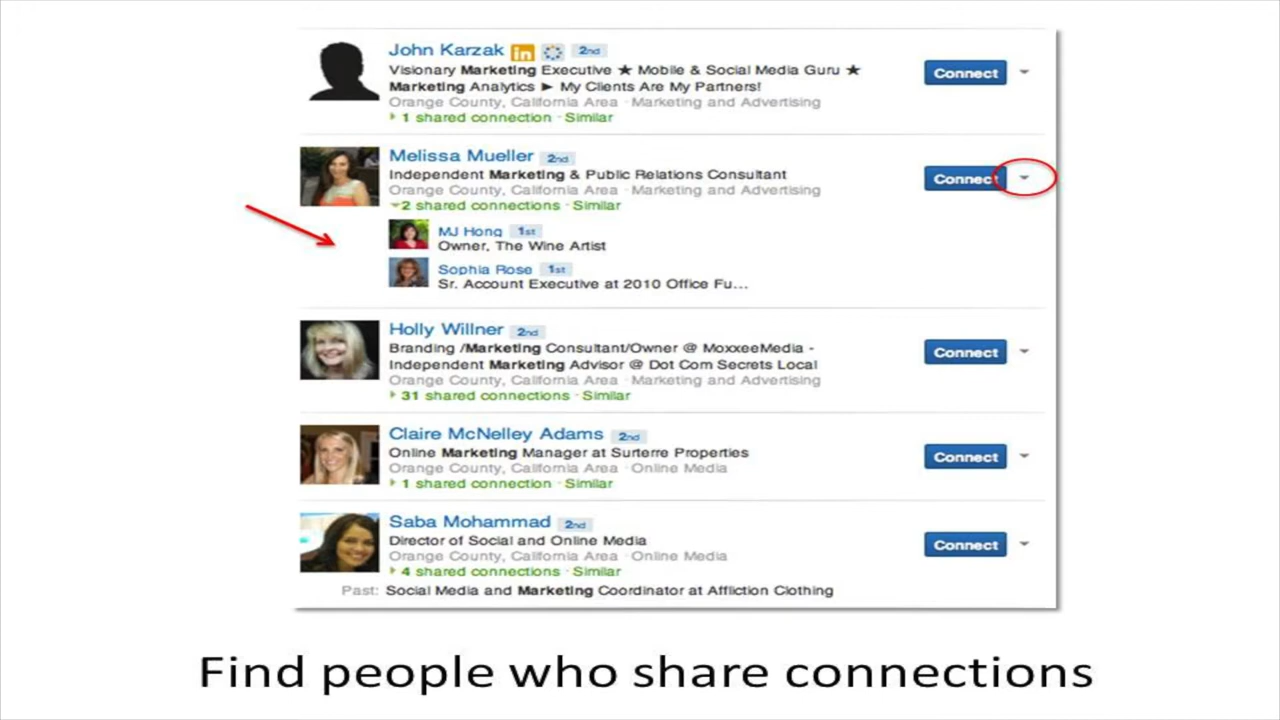 John Karzak in 2nd
Visionary Marketing Executive ★ Mobile & Social Media Guru ★
Marketing Analytics ► My Clients Are My Partners!
Orange County, California Area · Marketing and Advertising
1 shared connection · Similar
Connect
Melissa Mueller 2nd
Independent Marketing & Public Relations Consultant
Orange County, California Area · Marketing and Advertising
2 shared connections · Similar
Connect
MJ Hong 1st
Owner, The Wine Artist
Sophia Rose 1st
Sr. Account Executive at 2010 Office Fu...
Holly Willner 2nd
Branding /Marketing Consultant/Owner @ MoxxeeMedia -
Independent Marketing Advisor @ Dot Com Secrets Local
Orange County, California Area · Marketing and Advertising
31 shared connections · Similar
Connect
Claire McNelley Adams 2nd
Online Marketing Manager at Surterre Properties
Orange County, California Area · Online Media
1 shared connection · Similar
Connect
Saba Mohammad 2nd
Director of Social and Online Media
Orange County, California Area · Online Media
4 shared connections · Similar
Connect
Past: Social Media and Marketing Coordinator at Affliction Clothing
Find people who share connections